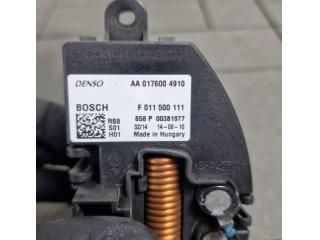 DENSO AA 017600 4910
BOSCH F 011 500 111
RB8 658 P 00381977
S01 32/14 14-08-10
H01 Made in Hungary